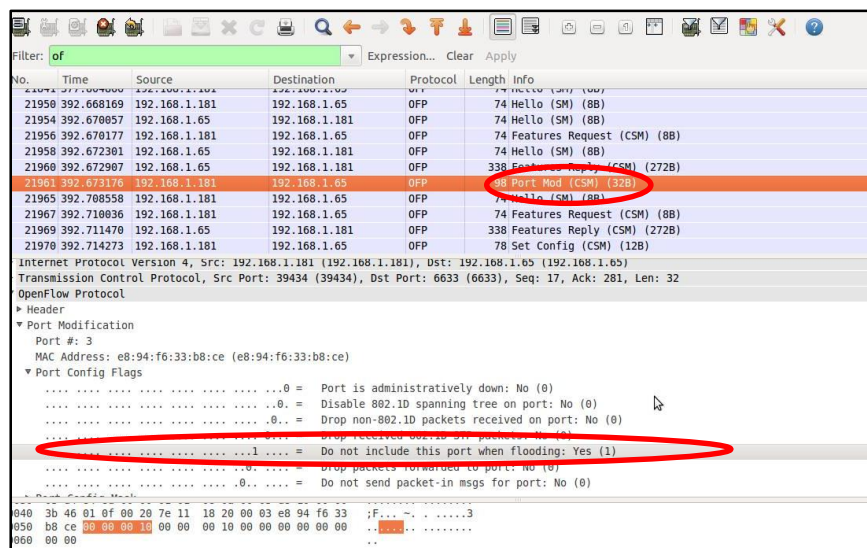 Filter: of Expression... Clear Apply
No. Time Source Destination Protocol Length Info
21950 392.668169 192.168.1.181 192.168.1.65 OFP 74 Hello (SM) (8B)
21954 392.670057 192.168.1.65 192.168.1.181 OFP 74 Hello (SM) (8B)
21956 392.670177 192.168.1.181 192.168.1.65 OFP 74 Features Request (CSM) (8B)
21958 392.672301 192.168.1.65 192.168.1.181 OFP 74 Hello (SM) (8B)
21960 392.672907 192.168.1.65 192.168.1.181 OFP 338 Features Reply (CSM) (272B)
21961 392.673176 192.168.1.181 192.168.1.65 OFP 98 Port Mod (CSM) (32B)
21965 392.708558 192.168.1.181 192.168.1.65 OFP 74 Hello (SM) (8B)
21967 392.710036 192.168.1.181 192.168.1.65 OFP 74 Features Request (CSM) (8B)
21969 392.711470 192.168.1.65 192.168.1.181 OFP 338 Features Reply (CSM) (272B)
21970 392.714273 192.168.1.181 192.168.1.65 OFP 78 Set Config (CSM) (12B)
Internet Protocol Version 4, Src: 192.168.1.181 (192.168.1.181), Dst: 192.168.1.65 (192.168.1.65)
Transmission Control Protocol, Src Port: 39434 (39434), Dst Port: 6633 (6633), Seq: 17, Ack: 281, Len: 32
OpenFlow Protocol
Header
Port Modification
Port #: 3
MAC Address: e8:94:f6:33:b8:ce (e8:94:f6:33:b8:ce)
Port Config Flags
.... .... .... .... .... .... .... ...0 = Port is administratively down: No (0)
.... .... .... .... .... .... .... ..0. = Disable 802.1D spanning tree on port: No (0)
.... .... .... .... .... .... .... .0.. = Drop non-802.1D packets received on port: No (0)
.... .... .... .... .... .... .... 0... = Drop received 802.1D STP packets: No (0)
.... .... .... .... .... .... ...1 .... = Do not include this port when flooding: Yes (1)
.... .... .... .... .... .... ..0. .... = Drop packets forwarded to port: No (0)
.... .... .... .... .... .... .0.. .... = Do not send packet-in msgs for port: No (0)
Port Config Mask
0040 3b 46 01 0f 00 20 7e 11 18 20 00 03 e8 94 f6 33 ;F... ~. . .....3
0050 b8 ce 00 00 00 10 00 00 00 10 00 00 00 00 00 00 ........ ........
0060 00 00 ..